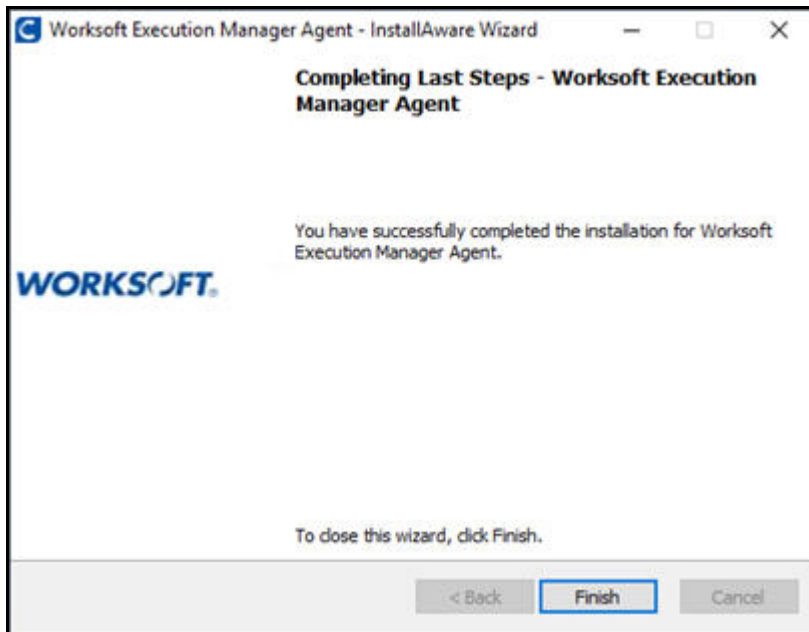 Worksoft Execution Manager Agent - InstallAware Wizard
Completing Last Steps - Worksoft Execution
Manager Agent
You have successfully completed the installation for Worksoft
Execution Manager Agent.
WORKSOFT®
To close this wizard, click Finish.
< Back Finish Cancel